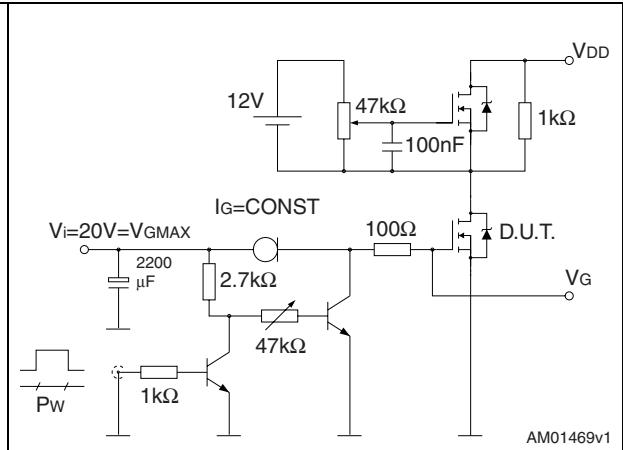 VDD
12V
47kΩ
1kΩ
100nF
IG=CONST
Vi=20V=VGMAX
100Ω
D.U.T.
2200
μF
2.7kΩ
VG
47kΩ
1kΩ
PW
AM01469v1